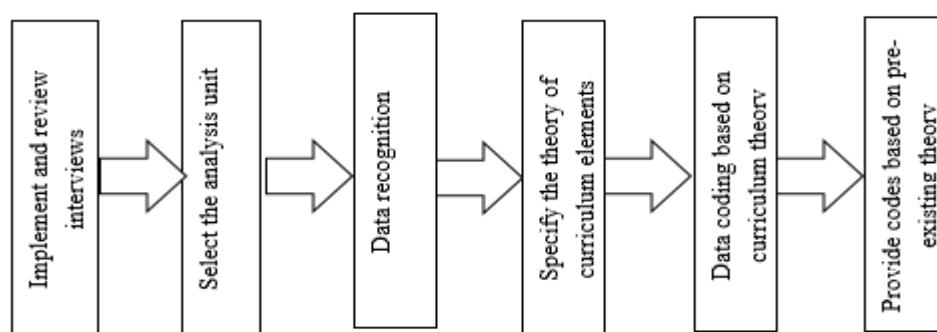 Implement and review
interviews
Select the analysis unit
Data recognition
Specify the theory of
curriculum elements
Data coding based on
curriculum theory
Provide codes based on pre-
existing theory